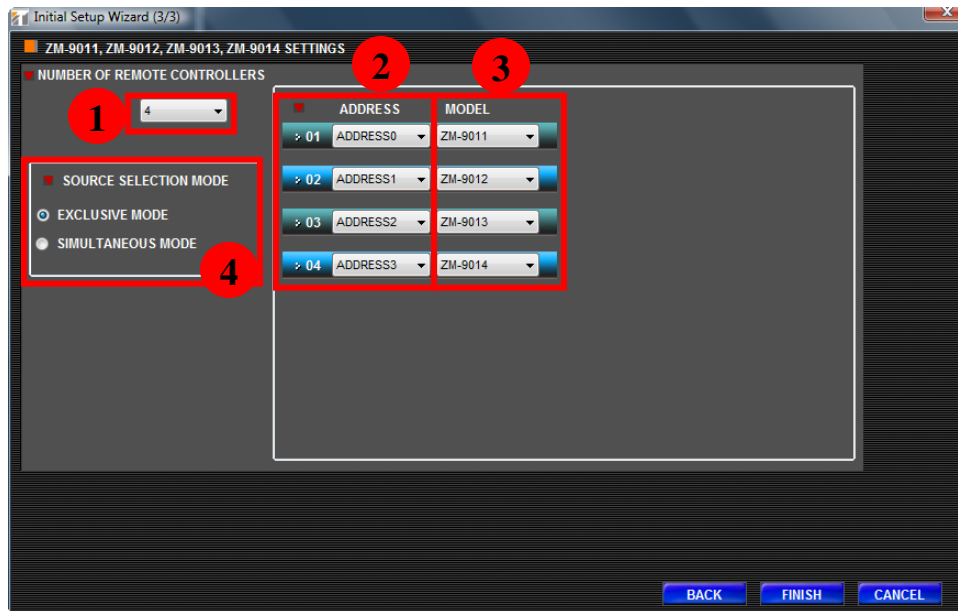 Initial Setup Wizard (3/3)
ZM-9011, ZM-9012, ZM-9013, ZM-9014 SETTINGS
NUMBER OF REMOTE CONTROLLERS
2
3
1
4
ADDRESS MODEL
01 ADDRESS0 ZM-9011
02 ADDRESS1 ZM-9012
03 ADDRESS2 ZM-9013
04 ADDRESS3 ZM-9014
SOURCE SELECTION MODE
EXCLUSIVE MODE
SIMULTANEOUS MODE
4
BACK FINISH CANCEL